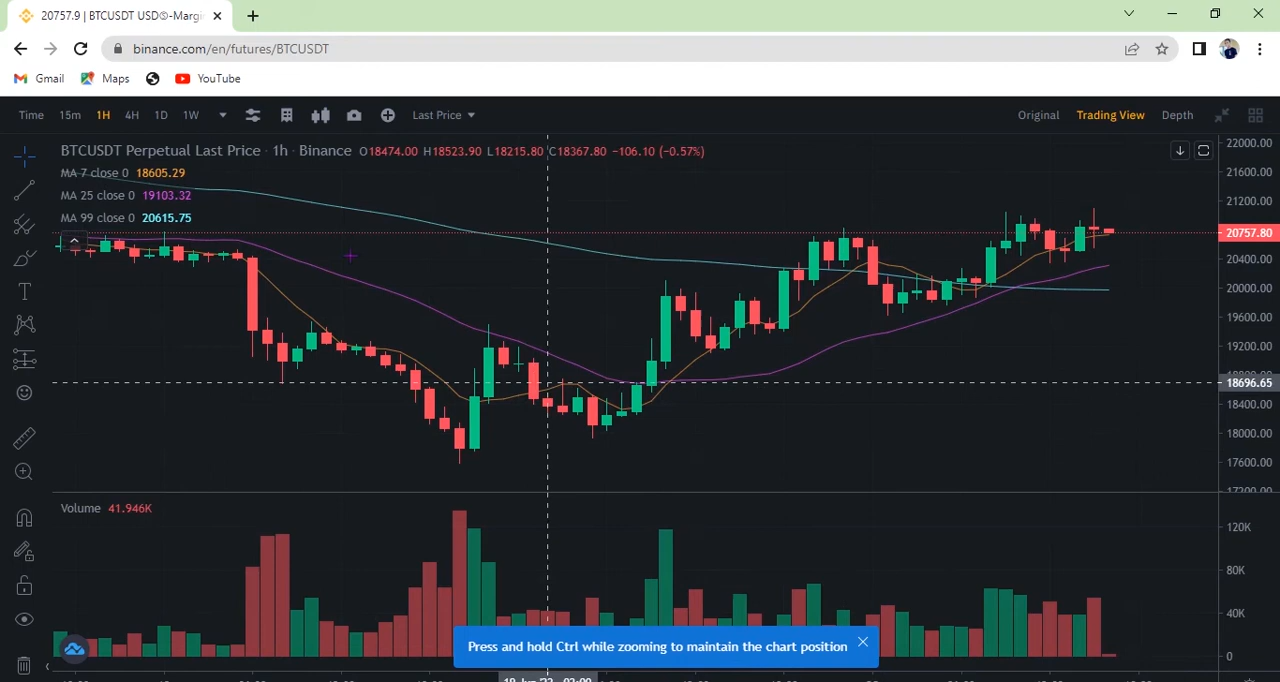 20757.9 | BTCUSDT USD©-Margi
binance.com/en/futures/BTCUSDT
Gmail Maps YouTube
Time 15m 1H 4H 1D 1W Last Price Original Trading View Depth
BTCUSDT Perpetual Last Price · 1h · Binance O18474.00 H18523.90 L18215.80 C18367.80 −106.10 (−0.57%)
MA 7 close 0 18605.29
MA 25 close 0 19103.32
MA 99 close 0 20615.75
22000.00
21600.00
21200.00
20757.80
20400.00
20000.00
19600.00
19200.00
18696.65
18400.00
18000.00
17600.00
17200.00
Volume 41.946K
120K
80K
40K
0
Press and hold Ctrl while zooming to maintain the chart position